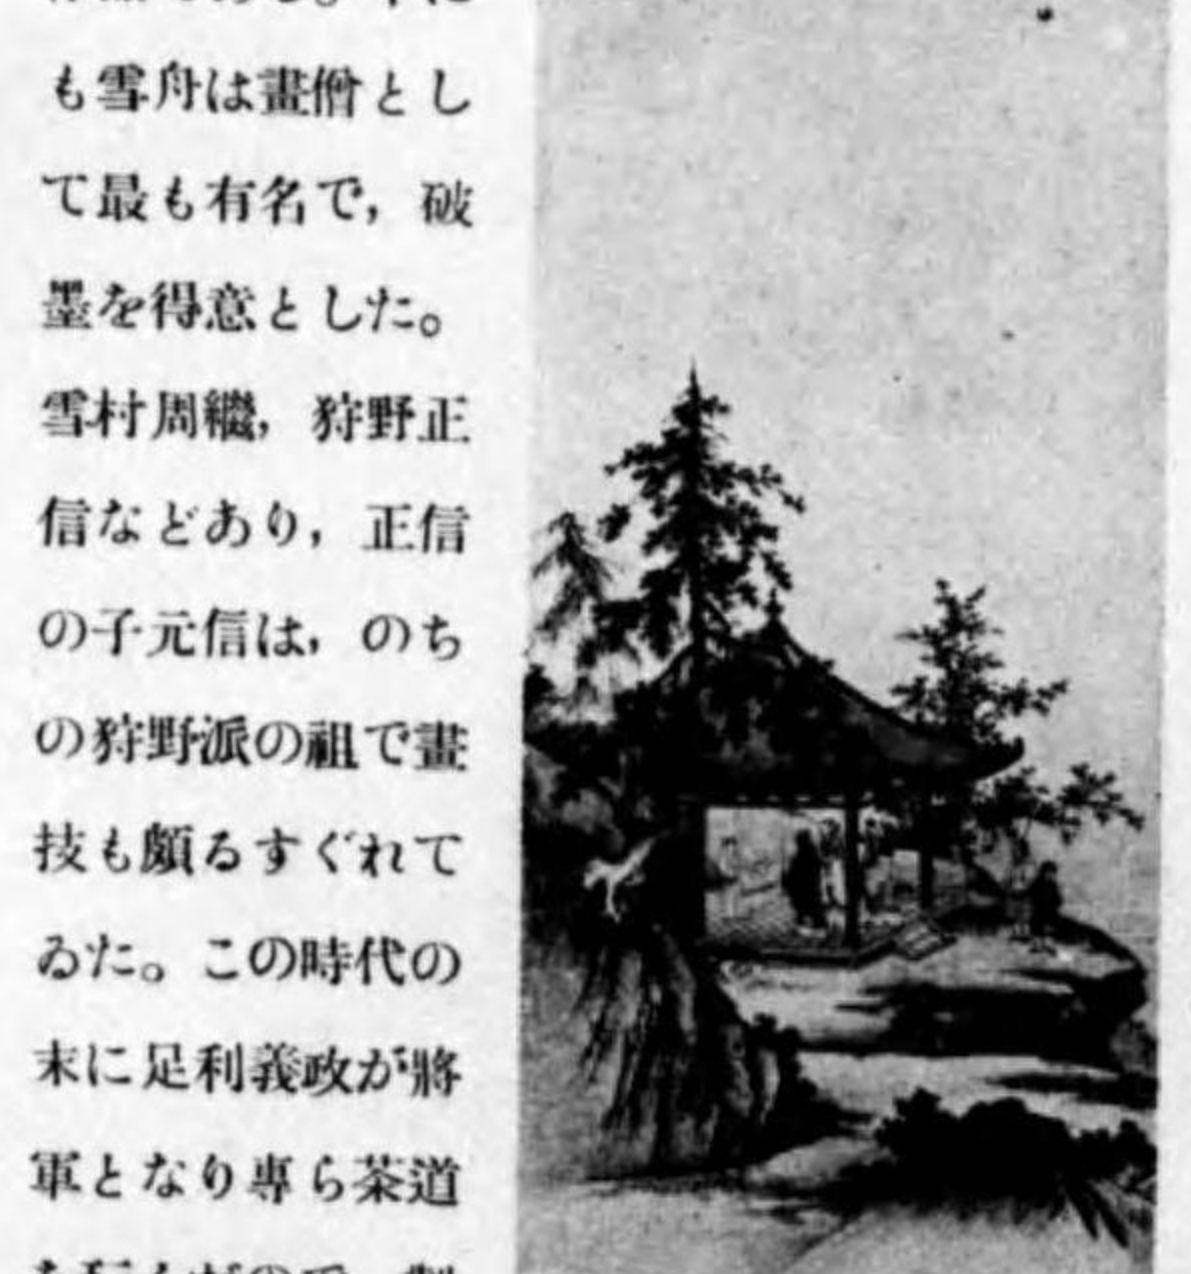 も雪舟は畫僧とし
て最も有名で，破
墨を得意とした。
雪村周繼，狩野正
信などあり，正信
の子元信は，のち
の狩野派の祖で畫
技も頗るすぐれて
ゐた。この時代の
末に足利義政が將
軍となり專ら茶道